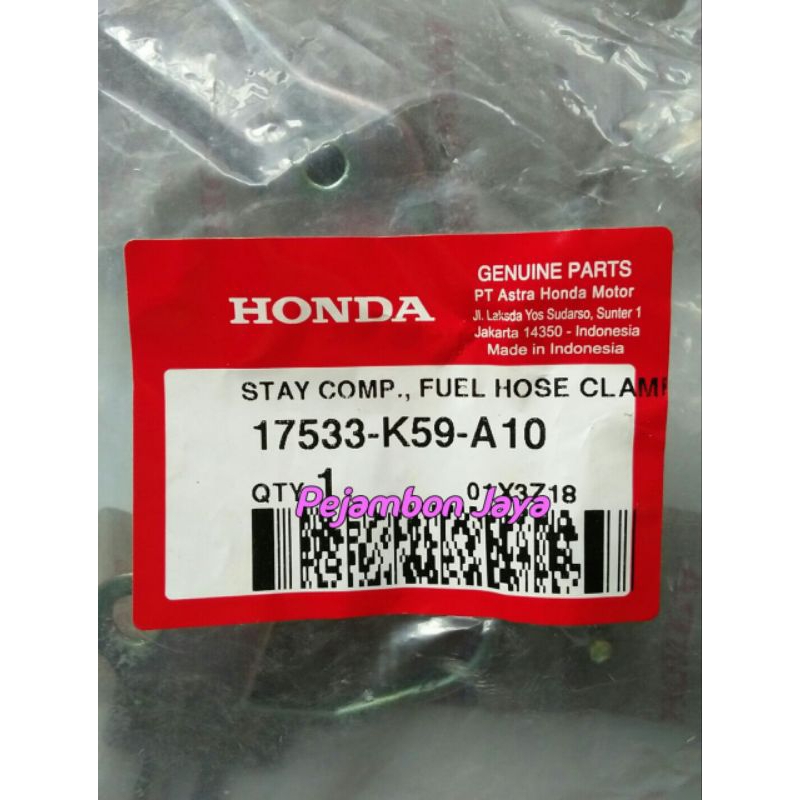 HONDA
GENUINE PARTS
PT Astra Honda Motor
Jl. Laksda Yos Sudarso, Sunter 1
Jakarta 14350 - Indonesia
Made in Indonesia
STAY COMP., FUEL HOSE CLAMP
17533-K59-A10
QTY 1 01X3Z18
Pejambon Jaya